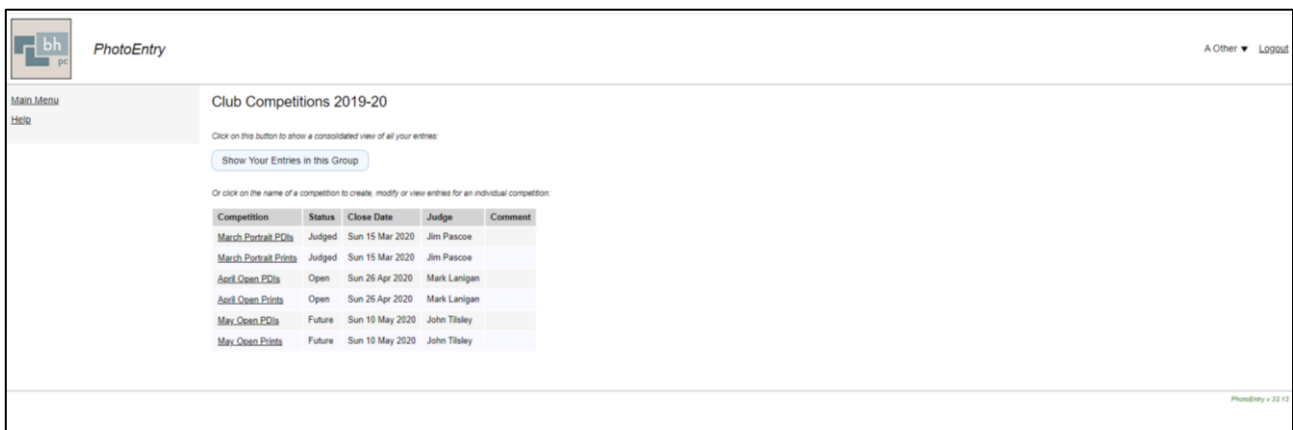 bh
pc
PhotoEntry
A Other ▼ Logout
Main Menu
Help
Club Competitions 2019-20
Click on this button to show a consolidated view of all your entries:
Show Your Entries in this Group
Or click on the name of a competition to create, modify or view entries for an individual competition:
Competition Status Close Date Judge Comment
March Portrait PDIs Judged Sun 15 Mar 2020 Jim Pascoe
March Portrait Prints Judged Sun 15 Mar 2020 Jim Pascoe
April Open PDIs Open Sun 26 Apr 2020 Mark Lanigan
April Open Prints Open Sun 26 Apr 2020 Mark Lanigan
May Open PDIs Future Sun 10 May 2020 John Tilsley
May Open Prints Future Sun 10 May 2020 John Tilsley
PhotoEntry v 22.13